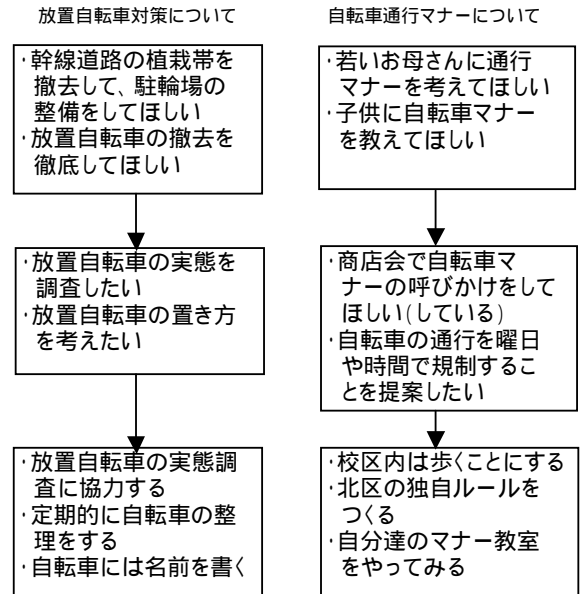 放置自転車対策について
・幹線道路の植栽帯を
撤去して、駐輪場の
整備をしてほしい
・放置自転車の撤去を
徹底してほしい
・放置自転車の実態を
調査したい
・放置自転車の置き方
を考えたい
・放置自転車の実態調
査に協力する
・定期的に自転車の整
理をする
・自転車には名前を書く
自転車通行マナーについて
・若いお母さんに通行
マナーを考えてほしい
・子供に自転車マナー
を教えてほしい
・商店会で自転車マ
ナーの呼びかけをして
ほしい(している)
・自転車の通行を曜日
や時間で規制するこ
とを提案したい
・校区内は歩くことにする
・北区の独自ルールを
つくる
・自分達のマナー教室
をやってみる